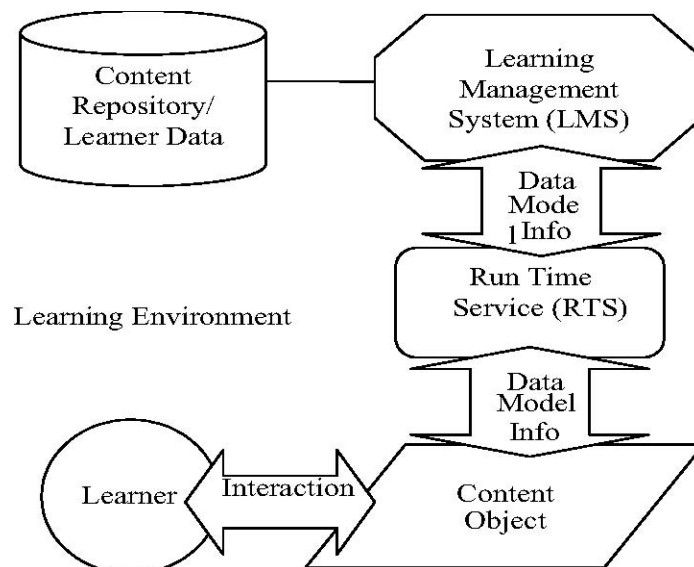 Content
Repository/
Learner Data
Learning
Management
System (LMS)
Data
Mode
lInfo
Run Time
Service (RTS)
Learning Environment
Data
Model
Info
Learner
Interaction
Content
Object